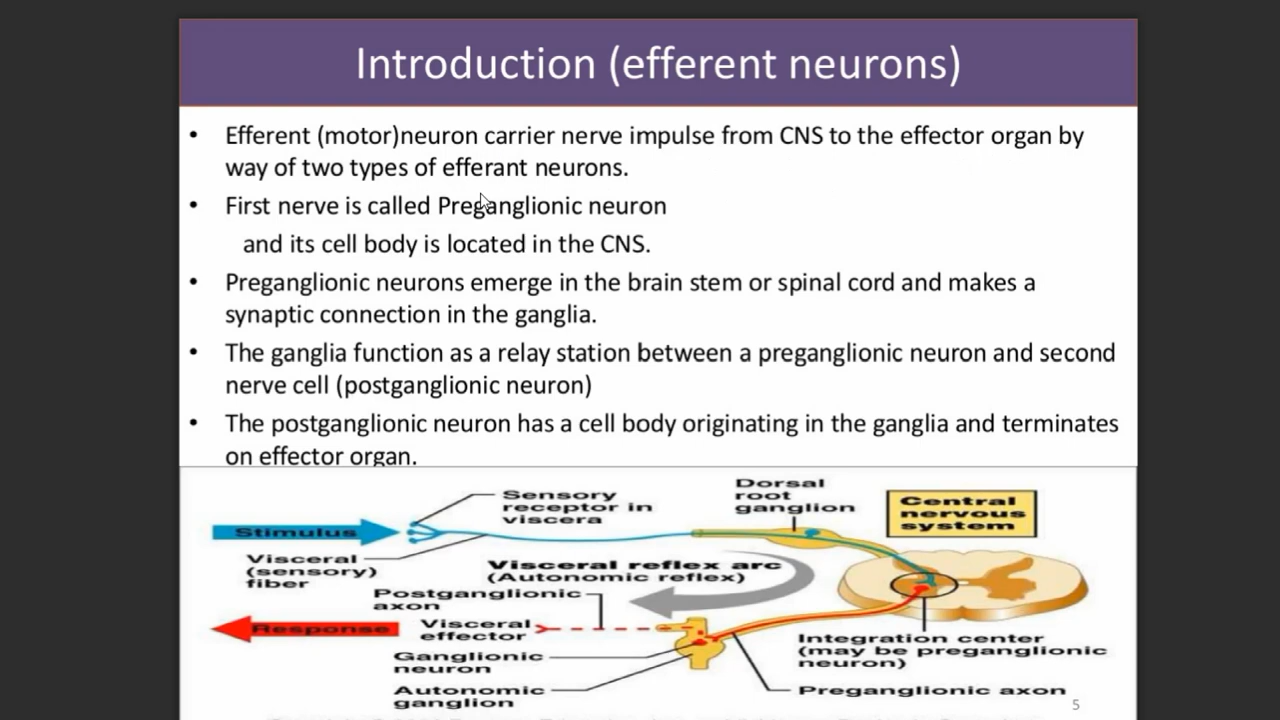 Introduction (efferent neurons)
• Efferent (motor)neuron carrier nerve impulse from CNS to the effector organ by
way of two types of efferant neurons.
• First nerve is called Preganglionic neuron
and its cell body is located in the CNS.
• Preganglionic neurons emerge in the brain stem or spinal cord and makes a
synaptic connection in the ganglia.
• The ganglia function as a relay station between a preganglionic neuron and second
nerve cell (postganglionic neuron)
• The postganglionic neuron has a cell body originating in the ganglia and terminates
on effector organ.
Sensory
receptor in
viscera
Dorsal
root
ganglion
Central
nervous
system
Stimulus
Visceral
(sensory)
fiber
Visceral reflex arc
(Autonomic reflex)
Postganglionic
axon
Response
Visceral
effector
Ganglionic
neuron
Autonomic
ganglion
Integration center
(may be preganglionic
neuron)
Preganglionic axon
5